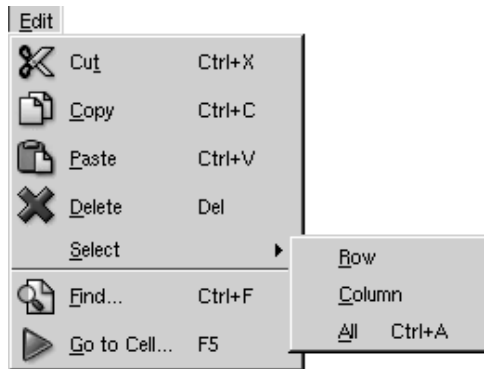 Edit
Cut Ctrl+X
Copy Ctrl+C
Paste Ctrl+V
Delete Del
Select
Row
Find... Ctrl+F
Column
Go to Cell... F5
All Ctrl+A